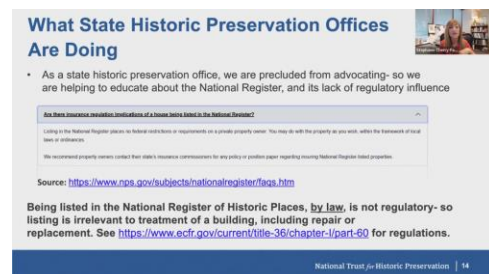 What State Historic Preservation Offices
Are Doing
• As a state historic preservation office, we are precluded from advocating- so we
are helping to educate about the National Register, and its lack of regulatory influence
Are there insurance regulation implications of a house being listed in the National Register?
Listing in the National Register places no federal restrictions or requirements on a private property owner. You may do with the property as you wish, within the framework of local
laws or ordinances.
We recommend property owners contact their state's insurance commissioners for any policy or position paper regarding insuring National Register listed properties.
Source: https://www.nps.gov/subjects/nationalregister/faqs.htm
Being listed in the National Register of Historic Places, by law, is not regulatory- so
listing is irrelevant to treatment of a building, including repair or
replacement. See https://www.ecfr.gov/current/title-36/chapter-I/part-60 for regulations.
National Trust for Historic Preservation | 14